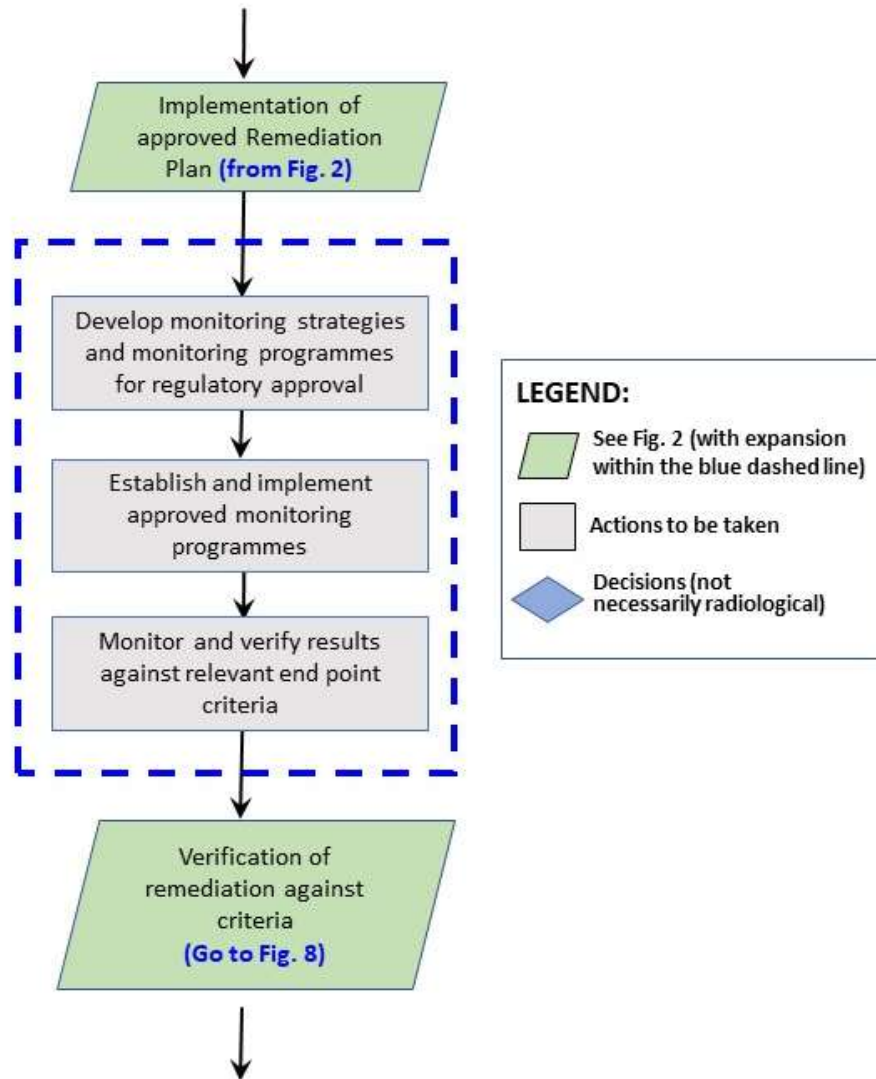 Implementation of
approved Remediation
Plan (from Fig. 2)
Develop monitoring strategies
and monitoring programmes
for regulatory approval
Establish and implement
approved monitoring
programmes
Monitor and verify results
against relevant end point
criteria
Verification of
remediation against
criteria
(Go to Fig. 8)
LEGEND:
See Fig. 2 (with expansion
within the blue dashed line)
Actions to be taken
Decisions (not
necessarily radiological)